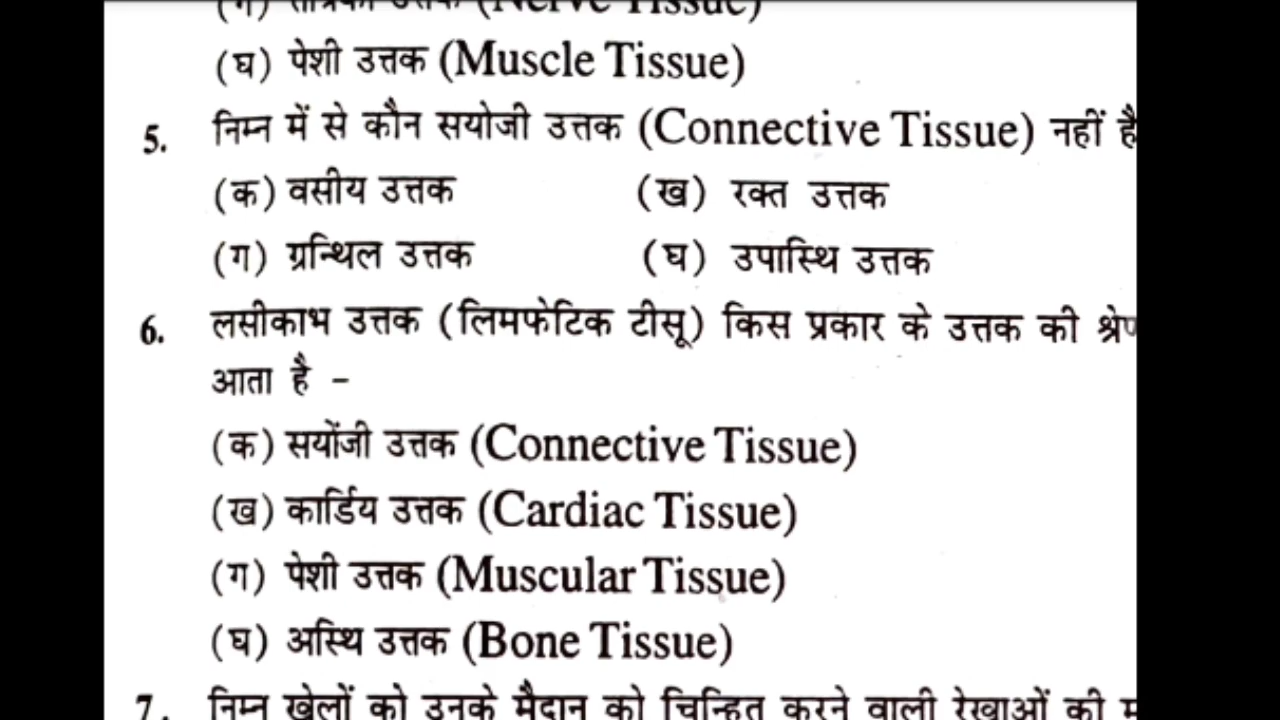 (घ) पेशी उत्तक (Muscle Tissue)
5. निम्न में से कौन सयोजी उत्तक (Connective Tissue) नहीं है
(क) वसीय उत्तक (ख) रक्त उत्तक
(ग) ग्रन्थिल उत्तक (घ) उपास्थि उत्तक
6. लसीकाभ उत्तक (लिमफेटिक टीसू) किस प्रकार के उत्तक की
आता है -
(क) सयोंजी उत्तक (Connective Tissue)
(ख) कार्डिय उत्तक (Cardiac Tissue)
(ग) पेशी उत्तक (Muscular Tissue)
(घ) अस्थि उत्तक (Bone Tissue)
7. निम्न खेलों को उनके मैदान को चिन्हित करने वाली रेखाओं की